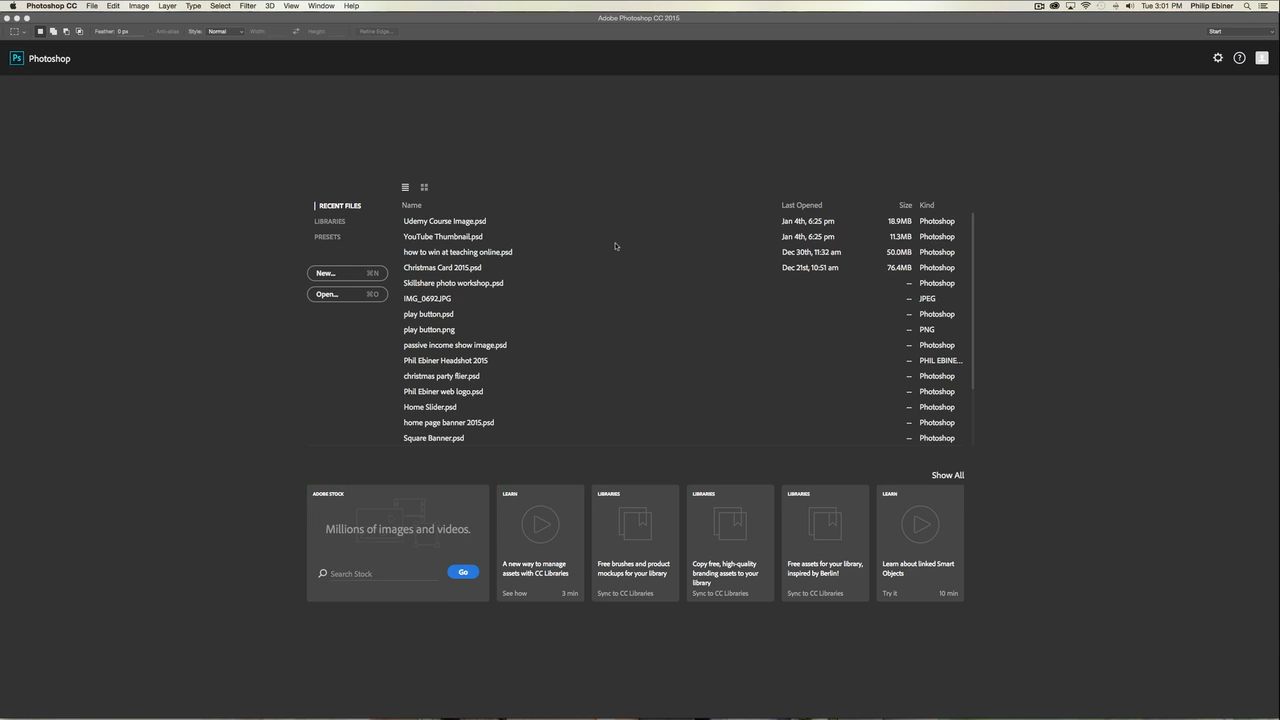 Photoshop CC File Edit Image Layer Type Select Filter 3D View Window Help Tue 3:01 PM Philip Ebiner
Adobe Photoshop CC 2015
Feather: 0 px Anti-alias Style: Normal Width: Height: Refine Edge... Start
Ps Photoshop
RECENT FILES
LIBRARIES
PRESETS
New... ⌘N
Open... ⌘O
Name Last Opened Size Kind
Udemy Course Image.psd Jan 4th, 6:25 pm 18.9MB Photoshop
YouTube Thumbnail.psd Jan 4th, 6:25 pm 11.3MB Photoshop
how to win at teaching online.psd Dec 30th, 11:32 am 50.0MB Photoshop
Christmas Card 2015.psd Dec 21st, 10:51 am 76.4MB Photoshop
Skillshare photo workshop..psd -- Photoshop
IMG_0692.JPG -- JPEG
play button.psd -- Photoshop
play button.png -- PNG
passive income show image.psd -- Photoshop
Phil Ebiner Headshot 2015 -- PHIL EBINE...
christmas party flier.psd -- Photoshop
Phil Ebiner web logo.psd -- Photoshop
Home Slider.psd -- Photoshop
home page banner 2015.psd -- Photoshop
Square Banner.psd -- Photoshop
Show All
ADOBE STOCK
Millions of images and videos.
Search Stock Go
LEARN
A new way to manage
assets with CC Libraries
See how 3 min
LIBRARIES
Free brushes and product
mockups for your library
Sync to CC Libraries
LIBRARIES
Copy free, high-quality
branding assets to your
library
Sync to CC Libraries
LIBRARIES
Free assets for your library,
inspired by Berlin!
Sync to CC Libraries
LEARN
Learn about linked Smart
Objects
Try it 10 min